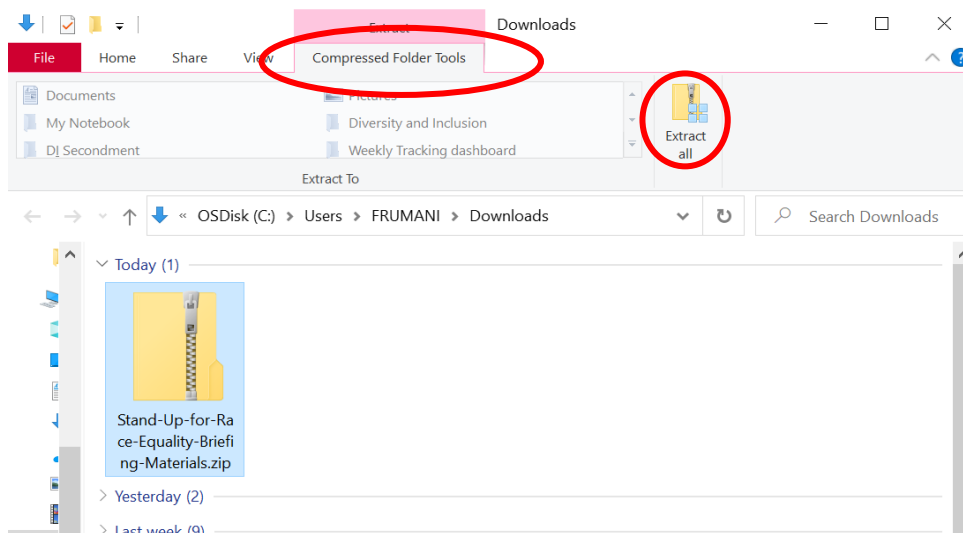 Extract
Downloads
File
Home
Share
View
Compressed Folder Tools
Documents
Pictures
My Notebook
Diversity and Inclusion
DI Secondment
Weekly Tracking dashboard
Extract
all
Extract To
« OSDisk (C:) > Users > FRUMANI > Downloads
Search Downloads
Today (1)
Stand-Up-for-Ra
ce-Equality-Briefi
ng-Materials.zip
Yesterday (2)
Last week (9)